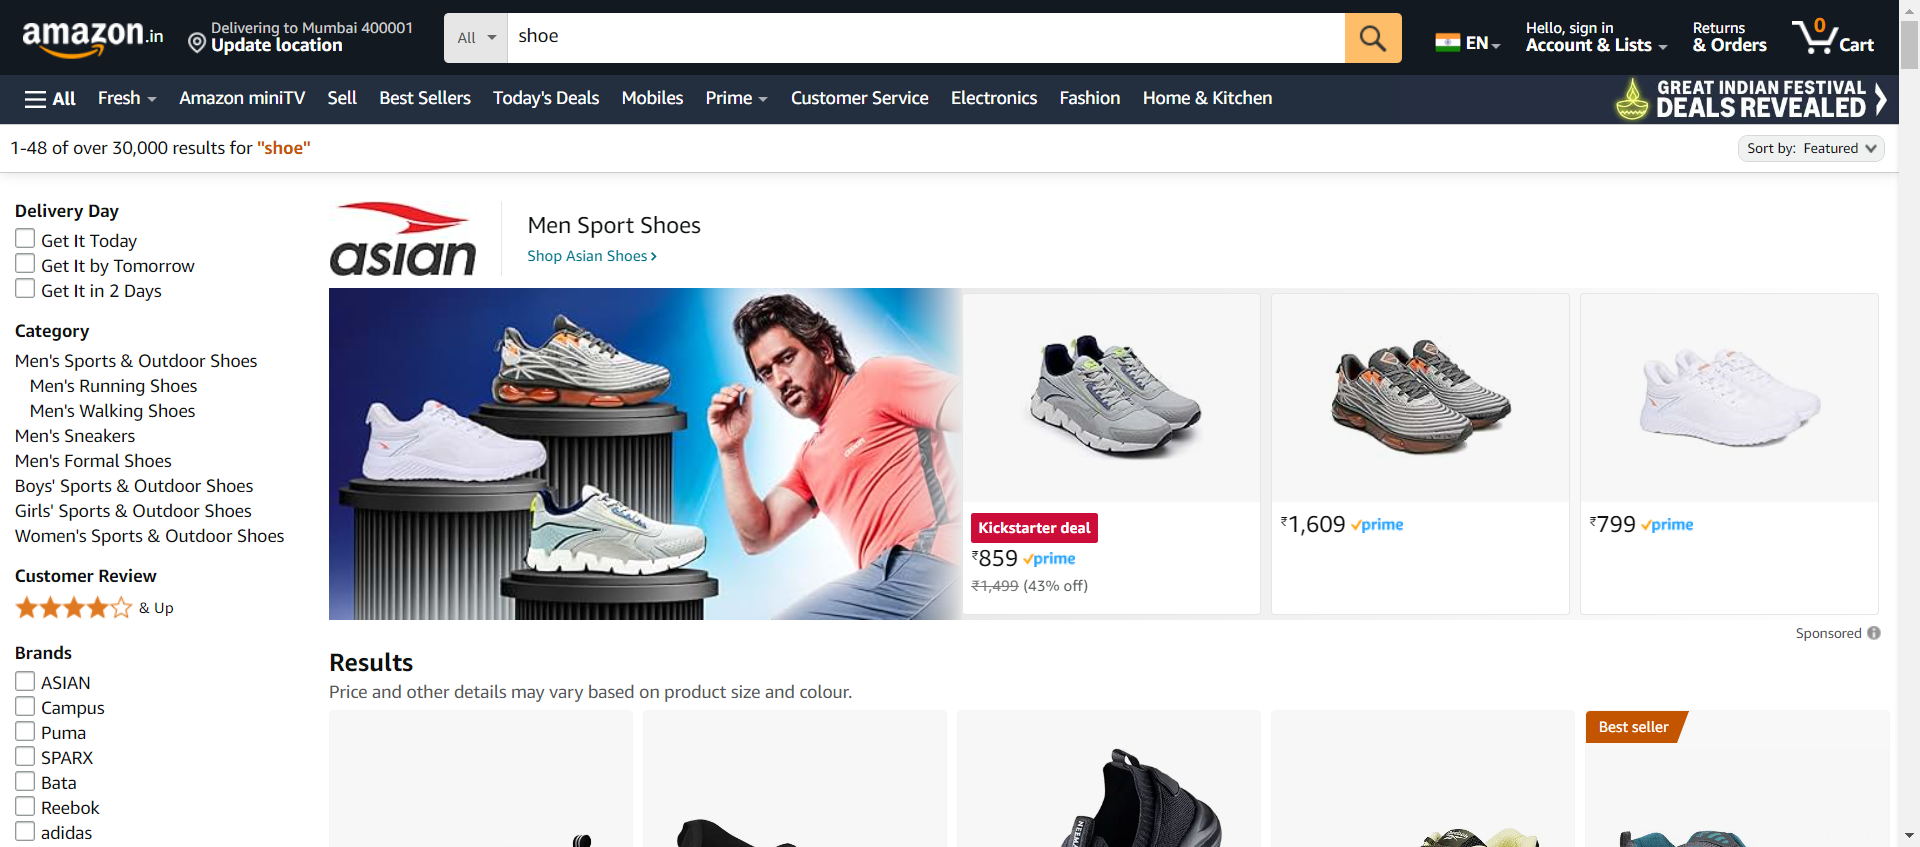 amazon.in
Delivering to Mumbai 400001
Update location
All
shoe
EN
Hello, sign in
Account & Lists
Returns
& Orders
0
Cart
All
Fresh
Amazon miniTV
Sell
Best Sellers
Today's Deals
Mobiles
Prime
Customer Service
Electronics
Fashion
Home & Kitchen
GREAT INDIAN FESTIVAL
DEALS REVEALED
1-48 of over 30,000 results for "shoe"
Sort by: Featured
Delivery Day
Get It Today
Get It by Tomorrow
Get It in 2 Days
Category
Men's Sports & Outdoor Shoes
Men's Running Shoes
Men's Walking Shoes
Men's Sneakers
Men's Formal Shoes
Boys' Sports & Outdoor Shoes
Girls' Sports & Outdoor Shoes
Women's Sports & Outdoor Shoes
Customer Review
& Up
Brands
ASIAN
Campus
Puma
SPARX
Bata
Reebok
adidas
asian
Men Sport Shoes
Shop Asian Shoes ›
Kickstarter deal
₹859 prime
₹1,499 (43% off)
₹1,609 prime
₹799 prime
Sponsored
Results
Price and other details may vary based on product size and colour.
Best seller